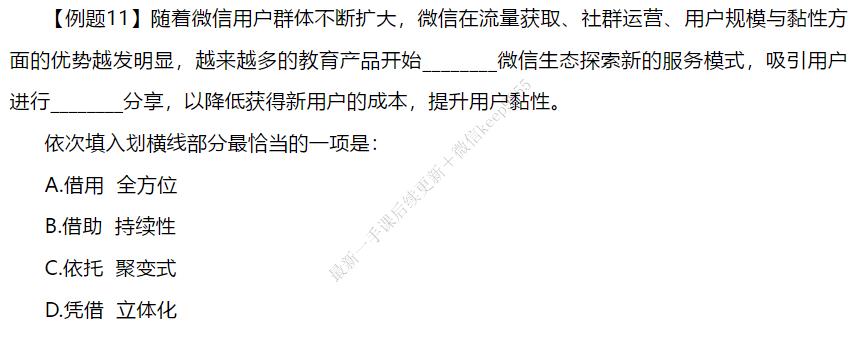 【例题11】随着微信用户群体不断扩大，微信在流量获取、社群运营、用户规模与黏性方
面的优势越发明显，越来越多的教育产品开始________微信生态探索新的服务模式，吸引用户
进行________分享，以降低获得新用户的成本，提升用户黏性。
依次填入划横线部分最恰当的一项是：
A.借用 全方位
B.借助 持续性
C.依托 聚变式
D.凭借 立体化
最新一手课后续更新＋微信keep5955